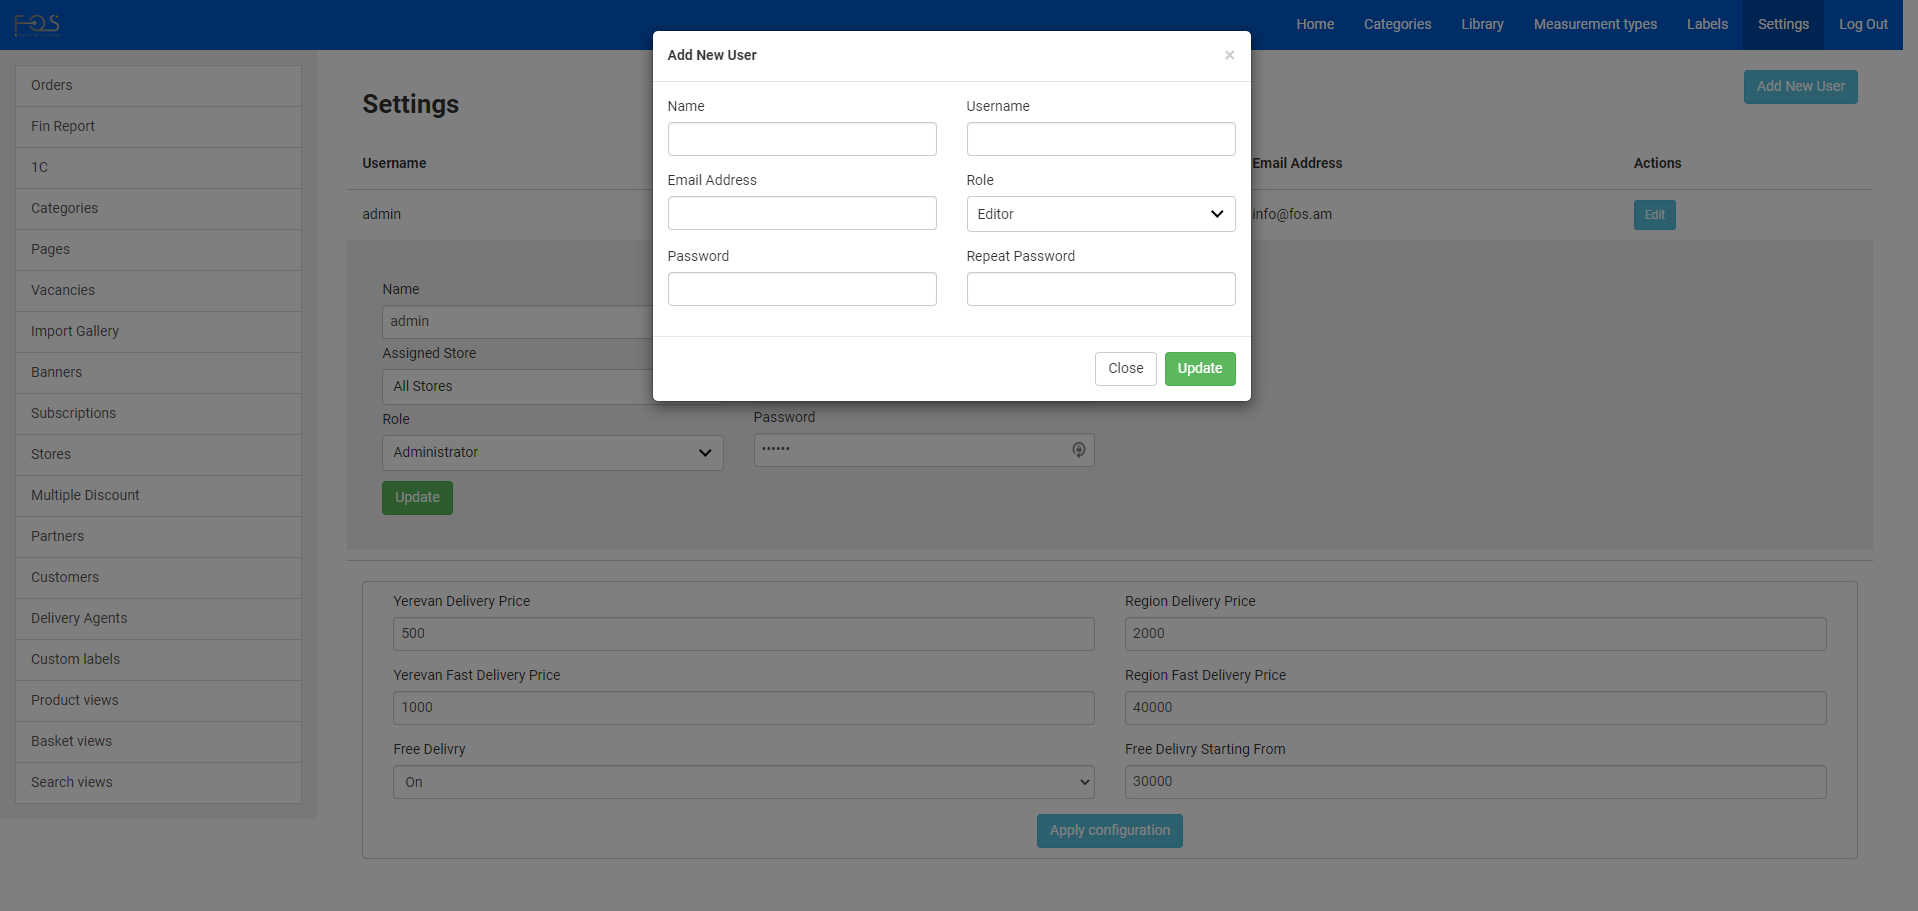 FOS
Home Categories Library Measurement types Labels Settings Log Out
Add New User ×
Name Username
Email Address Role
Editor
Password Repeat Password
Close Update
Orders
Fin Report
1C
Categories
Pages
Vacancies
Import Gallery
Banners
Subscriptions
Stores
Multiple Discount
Partners
Customers
Delivery Agents
Custom labels
Product views
Basket views
Search views
Settings
Add New User
Username Email Address Actions
admin info@fos.am Edit
Name
admin
Assigned Store
All Stores
Role Password
Administrator ••••••
Update
Yerevan Delivery Price Region Delivery Price
500 2000
Yerevan Fast Delivery Price Region Fast Delivery Price
1000 40000
Free Delivry Free Delivry Starting From
On 30000
Apply configuration